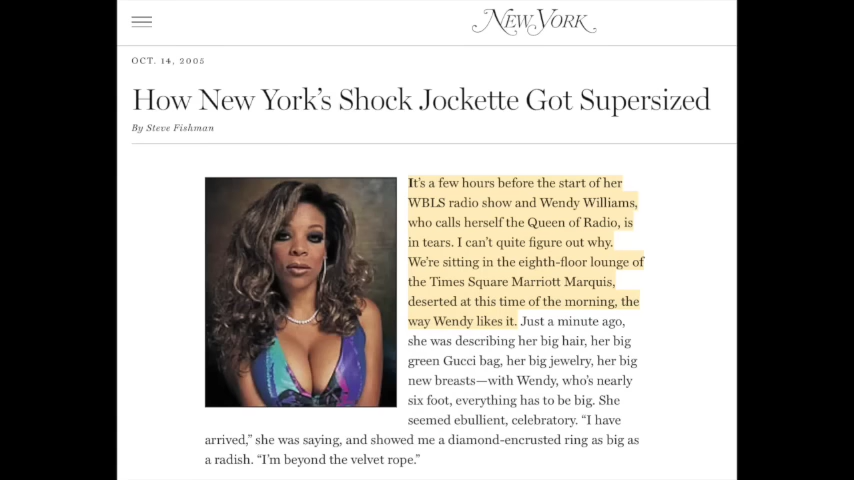 NEW YORK
OCT. 14, 2005
How New York's Shock Jockette Got Supersized
By Steve Fishman
It's a few hours before the start of her
WBLS radio show and Wendy Williams,
who calls herself the Queen of Radio, is
in tears. I can't quite figure out why.
We're sitting in the eighth-floor lounge of
the Times Square Marriott Marquis,
deserted at this time of the morning, the
way Wendy likes it. Just a minute ago,
she was describing her big hair, her big
green Gucci bag, her big jewelry, her big
new breasts—with Wendy, who's nearly
six foot, everything has to be big. She
seemed ebullient, celebratory. “I have
arrived,” she was saying, and showed me a diamond-encrusted ring as big as
a radish. “I'm beyond the velvet rope.”